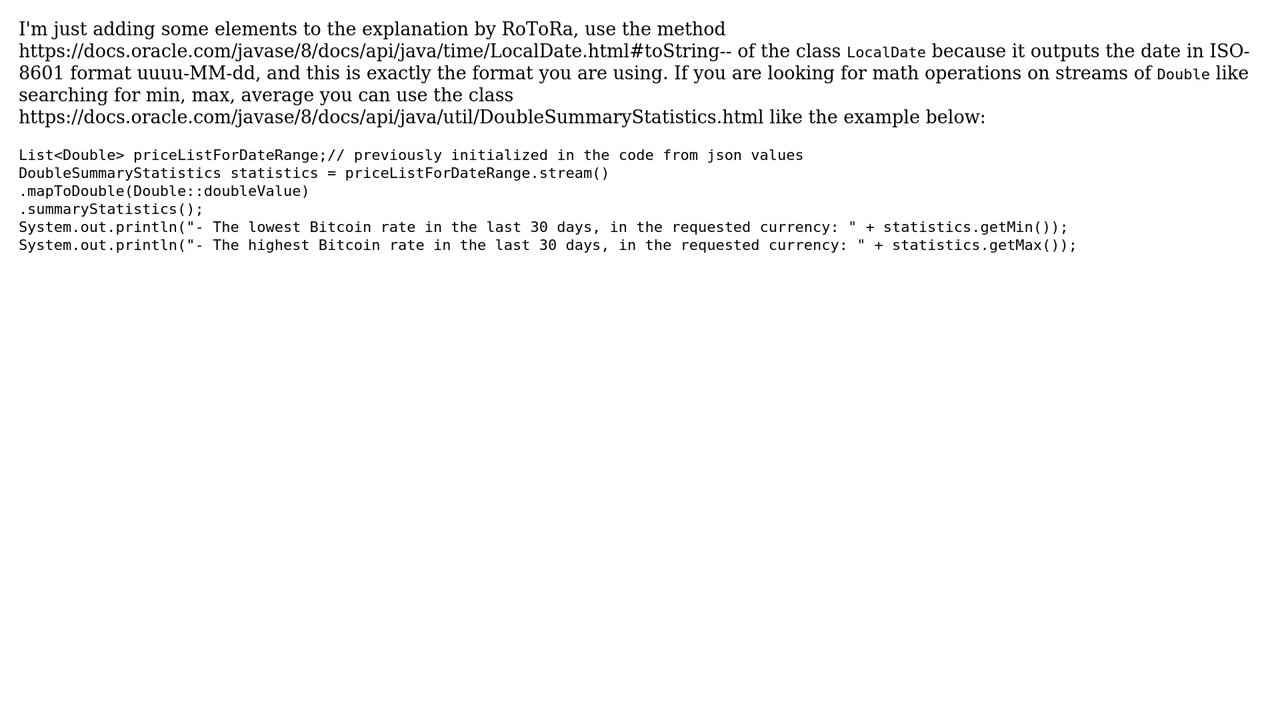 I'm just adding some elements to the explanation by RoToRa, use the method
https://docs.oracle.com/javase/8/docs/api/java/time/LocalDate.html#toString-- of the class LocalDate because it outputs the date in ISO-
8601 format uuuu-MM-dd, and this is exactly the format you are using. If you are looking for math operations on streams of Double like
searching for min, max, average you can use the class
https://docs.oracle.com/javase/8/docs/api/java/util/DoubleSummaryStatistics.html like the example below:
List<Double> priceListForDateRange;// previously initialized in the code from json values
DoubleSummaryStatistics statistics = priceListForDateRange.stream()
.mapToDouble(Double::doubleValue)
.summaryStatistics();
System.out.println("- The lowest Bitcoin rate in the last 30 days, in the requested currency: " + statistics.getMin());
System.out.println("- The highest Bitcoin rate in the last 30 days, in the requested currency: " + statistics.getMax());